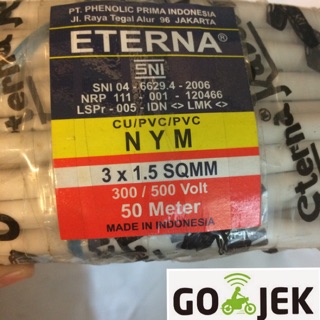 PT. PHENOLIC PRIMA INDONESIA
Jl. Raya Tegal Alur 96 JAKARTA
ETERNA®
SNI
SNI 04 - 6629.4 - 2006
NRP 111 - 001 - 120466
LSPr - 005 - IDN <> LMK <>
CU/PVC/PVC
NYM
3 x 1.5 SQMM
300 / 500 Volt
50 Meter
MADE IN INDONESIA
Eterna
GO JEK